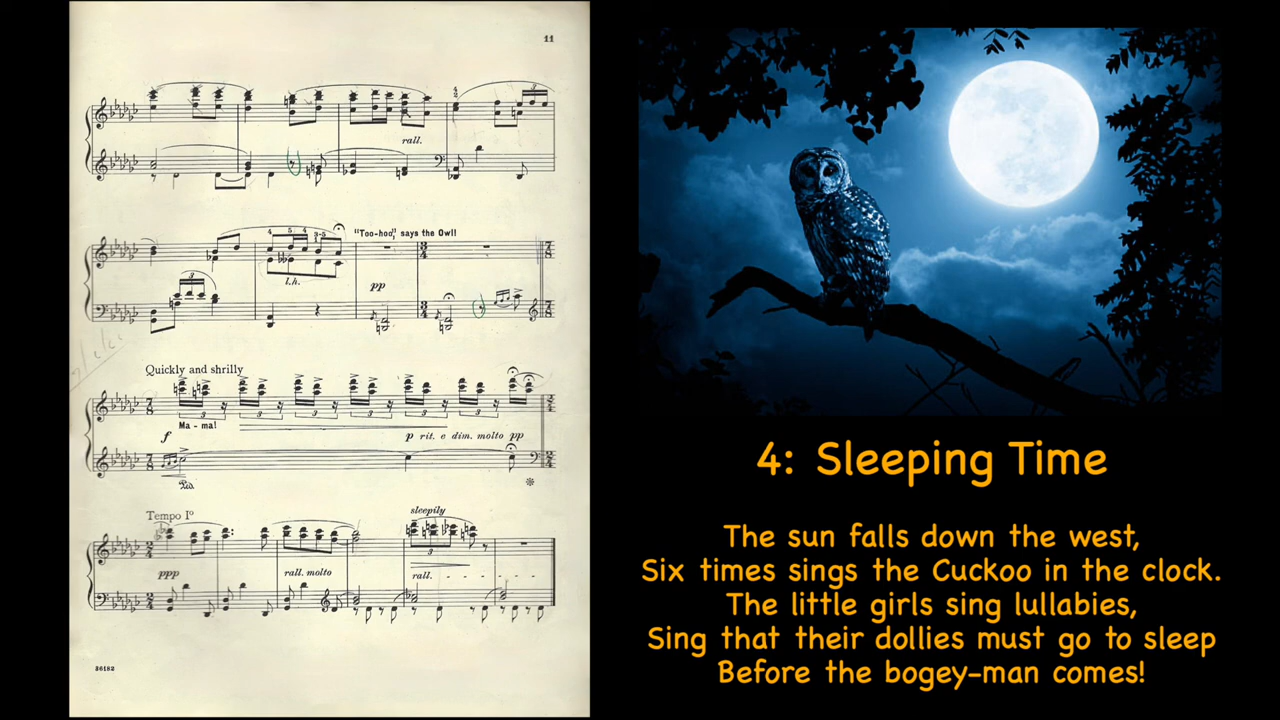 11
rall.
"Too-hoo", says the Owl!
l.h.
pp
Quickly and shrilly
Ma - ma!
f
p rit. e dim. molto pp
Ped
Tempo Iº
sleepily
ppp
rall. molto
rall. - - - - - -
36182
4: Sleeping Time
The sun falls down the west,
Six times sings the Cuckoo in the clock.
The little girls sing lullabies,
Sing that their dollies must go to sleep
Before the bogey-man comes!